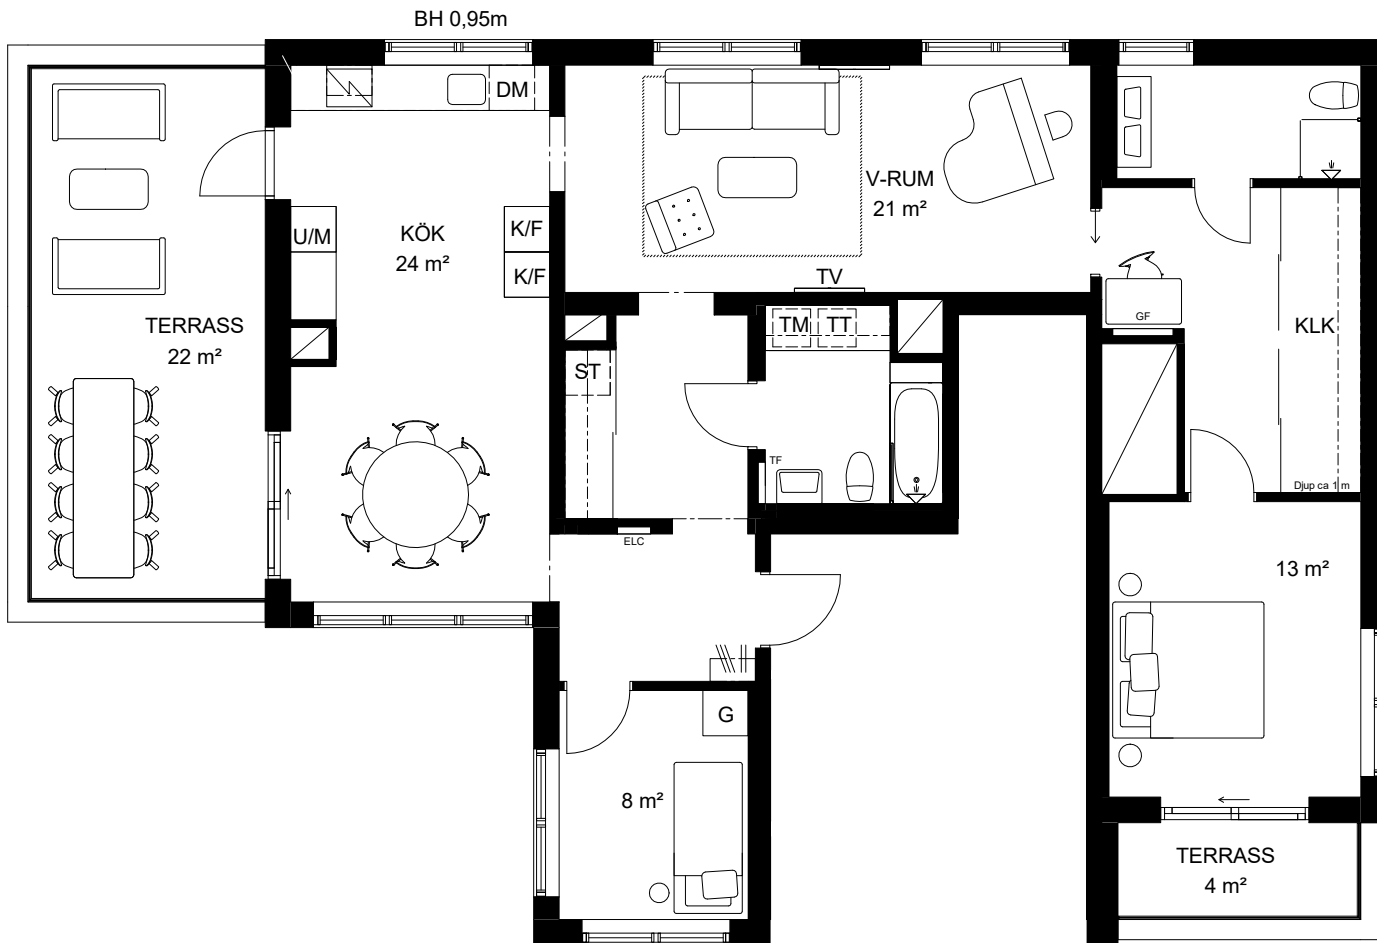 BH 0,95m
DM
V-RUM
21 m²
U/M
KÖK
24 m²
K/F
K/F
TV
TERRASS
22 m²
TM
TT
GF
KLK
ST
TF
Djup ca 1 m
ELC
13 m²
G
8 m²
TERRASS
4 m²